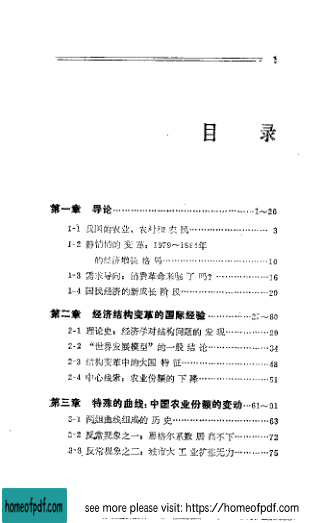 1
目 录
第一章 导论……1~26
1-1 我国的农业、农村和农民……3
1-2 静悄悄的变革：1979~1984年
的经济增长格局……10
1-3 需求导向：消费革命来临了吗？……16
1-4 国民经济的新成长阶段……20
第二章 经济结构变革的国际经验……27~60
2-1 理论史：经济学对结构问题的发现……29
2-2 “世界发展模型”的一般结论……34
2-3 结构变革中的大国特征……48
2-4 中心线索：农业份额的下降……51
第三章 特殊的曲线：中国农业份额的变动…61~91
3-1 两组曲线组成的历史……63
3-2 反常现象之一：恩格尔系数居高不下……72
3-3 反常现象之二：城市大工业扩张无力……75
homeofpdf.com
see more please visit: https://homeofpdf.com